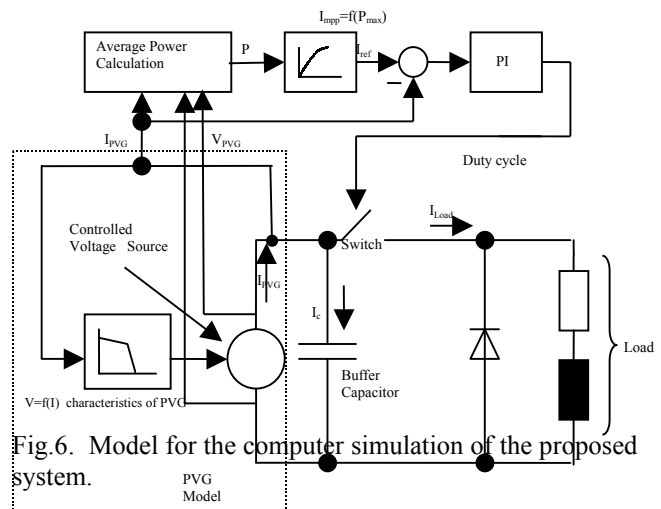 I_mpp=f(P_max)
Average Power
Calculation
P
I_ref
PI
I_PVG
V_PVG
Duty cycle
Controlled
Voltage Source
I_Load
Switch
I_PVG
I_c
Load
Buffer
Capacitor
V=f(I) characteristics of PVG
Fig.6. Model for the computer simulation of the proposed
system.
PVG
Model